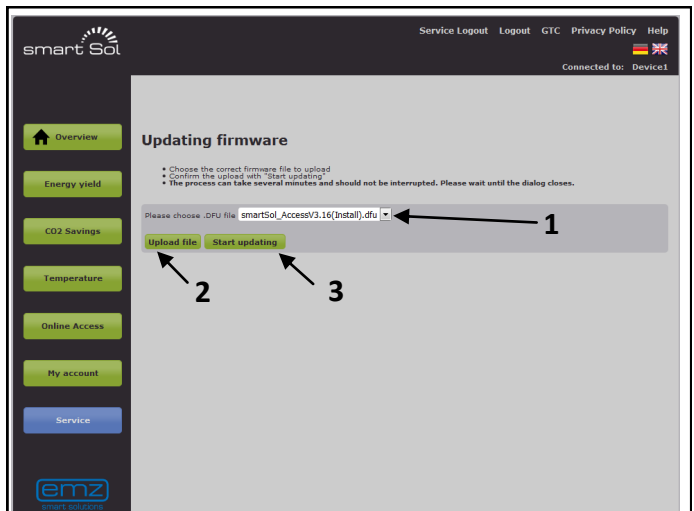 smart Sol
Service Logout Logout GTC Privacy Policy Help
Connected to: Device1
Overview
Energy yield
CO2 Savings
Temperature
Online Access
My account
Service
Updating firmware
Choose the correct firmware file to upload
Confirm the upload with "Start updating"
The process can take several minutes and should not be interrupted. Please wait until the dialog closes.
Please choose .DFU file smartSol_AccessV3.16(Install).dfu
1
Upload file Start updating
2 3
emz
smart solutions